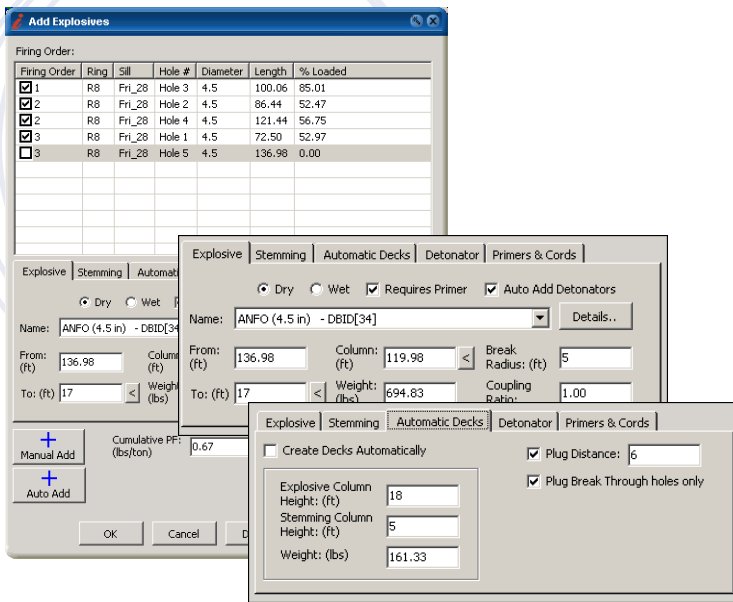 Add Explosives
Firing Order:
Firing Order Ring Sill Hole # Diameter Length % Loaded
1 R8 Fri_28 Hole 3 4.5 100.06 85.01
2 R8 Fri_28 Hole 2 4.5 86.44 52.47
2 R8 Fri_28 Hole 4 4.5 121.44 56.75
3 R8 Fri_28 Hole 1 4.5 72.50 52.97
3 R8 Fri_28 Hole 5 4.5 136.98 0.00
Explosive Stemming Automati
Dry Wet
Name: ANFO (4.5 in) - DBID[34
From: (ft) 136.98 Colum (ft)
To: (ft) 17 < Weigh (lbs)
Manual Add
Cumulative PF: (lbs/ton) 0.67
Auto Add
OK Cancel D
Explosive Stemming Automatic Decks Detonator Primers & Cords
Dry Wet Requires Primer Auto Add Detonators
Name: ANFO (4.5 in) - DBID[34] Details..
From: (ft) 136.98 Column: (ft) 119.98 < Break Radius: (ft) 5
To: (ft) 17 < Weight: (lbs) 694.83 Coupling Ratio: 1.00
Explosive Stemming Automatic Decks Detonator Primers & Cords
Create Decks Automatically Plug Distance: 6
Plug Break Through holes only
Explosive Column Height: (ft) 18
Stemming Column Height: (ft) 5
Weight: (lbs) 161.33